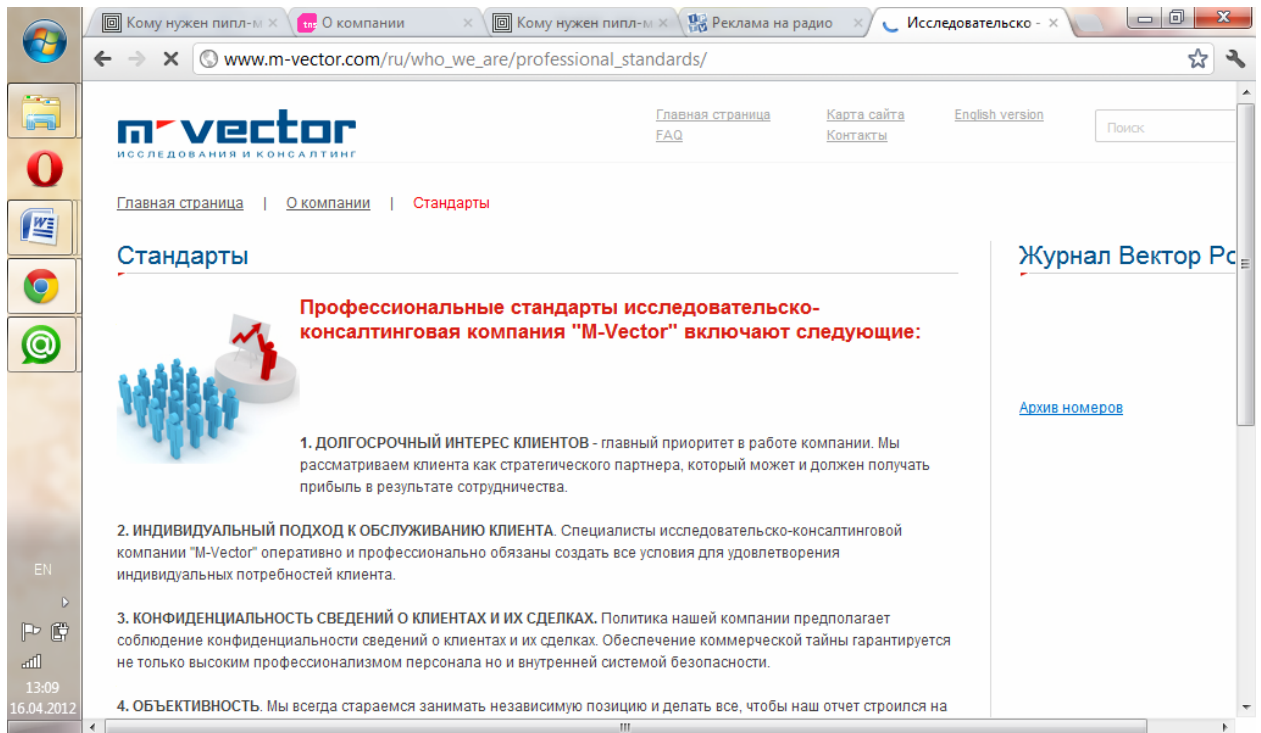 Кому нужен пипл-м
tns О компании
Кому нужен пипл-м
Реклама на радио
Исследовательско -
www.m-vector.com/ru/who_we_are/professional_standards/
m vector
ИССЛЕДОВАНИЯ И КОНСАЛТИНГ
Главная страница Карта сайта English version
FAQ Контакты
Поиск
Главная страница | О компании | Стандарты
Стандарты
Журнал Вектор Рс
Профессиональные стандарты исследовательско-
консалтинговая компания "M-Vector" включают следующие:
Архив номеров
1. ДОЛГОСРОЧНЫЙ ИНТЕРЕС КЛИЕНТОВ - главный приоритет в работе компании. Мы
рассматриваем клиента как стратегического партнера, который может и должен получать
прибыль в результате сотрудничества.
2. ИНДИВИДУАЛЬНЫЙ ПОДХОД К ОБСЛУЖИВАНИЮ КЛИЕНТА. Специалисты исследовательско-консалтинговой
компании "M-Vector" оперативно и профессионально обязаны создать все условия для удовлетворения
индивидуальных потребностей клиента.
3. КОНФИДЕНЦИАЛЬНОСТЬ СВЕДЕНИЙ О КЛИЕНТАХ И ИХ СДЕЛКАХ. Политика нашей компании предполагает
соблюдение конфиденциальности сведений о клиентах и их сделках. Обеспечение коммерческой тайны гарантируется
не только высоким профессионализмом персонала но и внутренней системой безопасности.
4. ОБЪЕКТИВНОСТЬ. Мы всегда стараемся занимать независимую позицию и делать все, чтобы наш отчет строился на
EN
13:09
16.04.2012